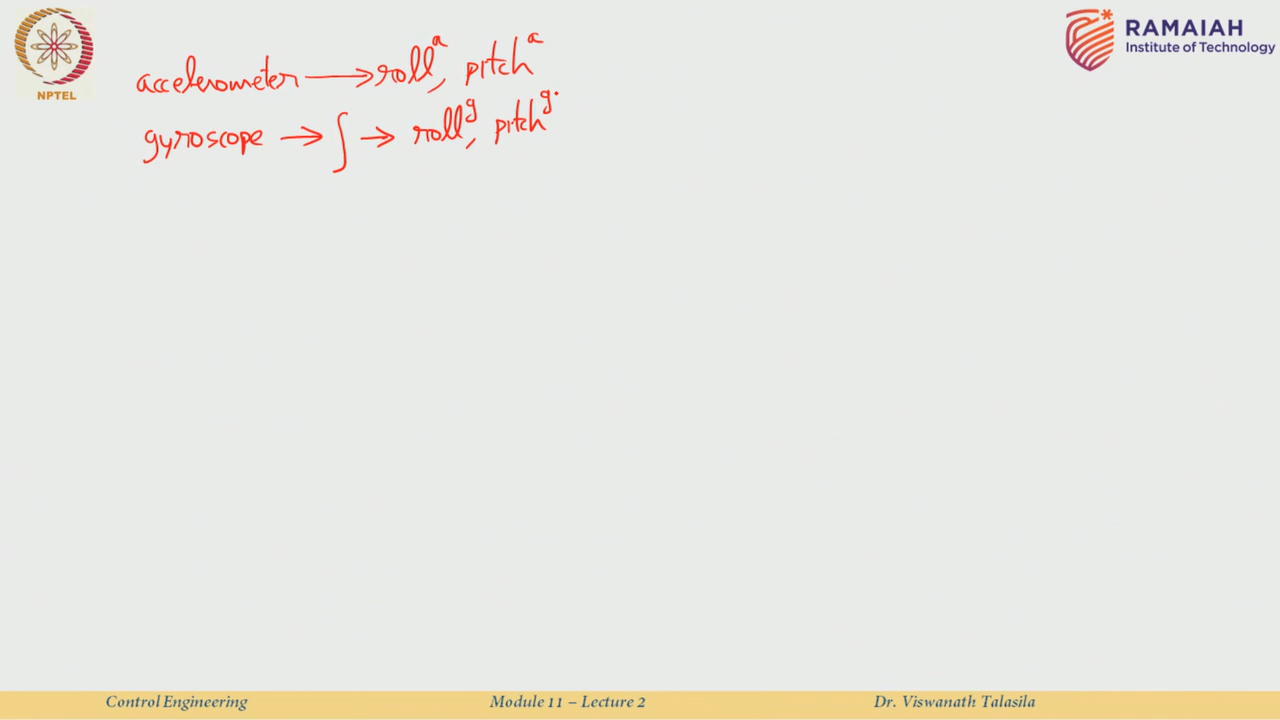 NPTEL
RAMAIAH
Institute of Technology
accelerometer → roll^a, pitch^a
gyroscope → ∫ → roll^g, pitch^g.
Control Engineering
Module 11 – Lecture 2
Dr. Viswanath Talasila